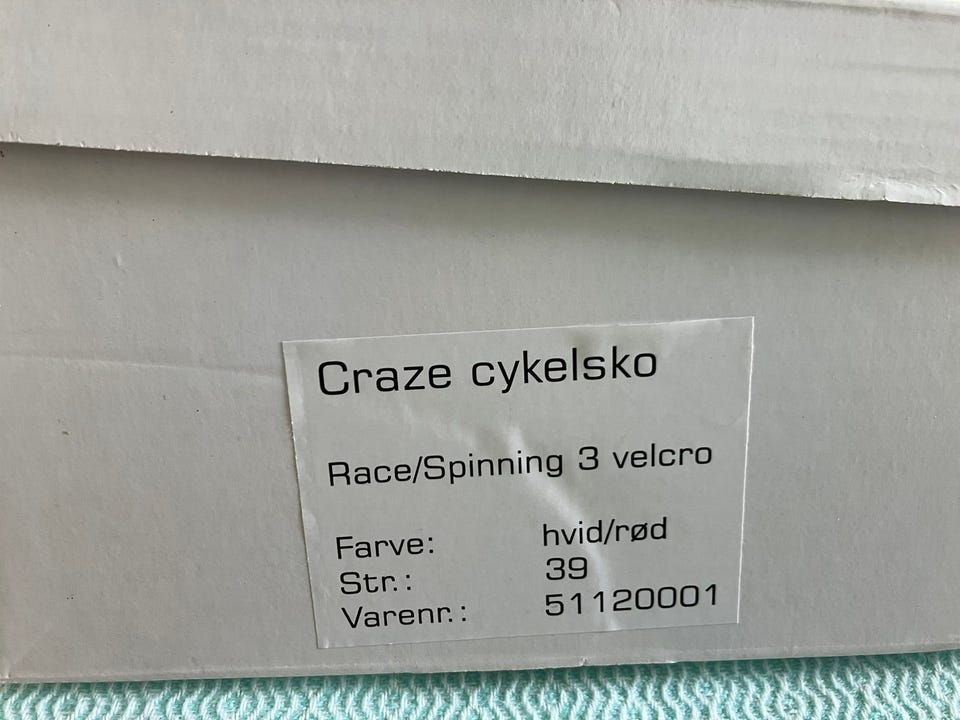 Craze cykelsko
Race/Spinning 3 velcro
Farve: hvid/rød
Str.: 39
Varenr.: 51120001